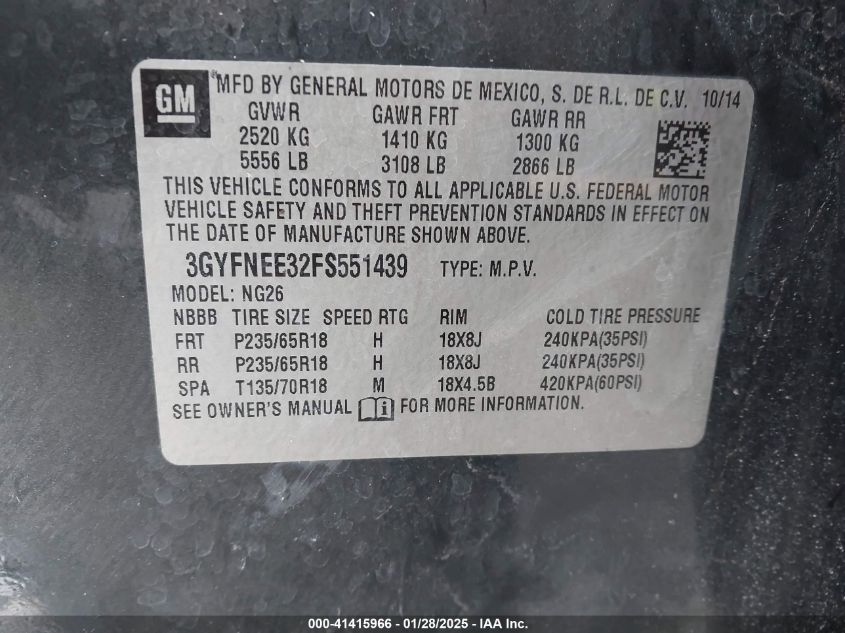 GM
®MFD BY GENERAL MOTORS DE MEXICO, S. DE R.L. DE C.V. 10/14
GVWR GAWR FRT GAWR RR
2520 KG 1410 KG 1300 KG
5556 LB 3108 LB 2866 LB
THIS VEHICLE CONFORMS TO ALL APPLICABLE U.S. FEDERAL MOTOR
VEHICLE SAFETY AND THEFT PREVENTION STANDARDS IN EFFECT ON
THE DATE OF MANUFACTURE SHOWN ABOVE.
3GYFNEE32FS551439 TYPE: M.P.V.
MODEL: NG26
NBBB TIRE SIZE SPEED RTG RIM COLD TIRE PRESSURE
FRT P235/65R18 H 18X8J 240KPA(35PSI)
RR P235/65R18 H 18X8J 240KPA(35PSI)
SPA T135/70R18 M 18X4.5B 420KPA(60PSI)
SEE OWNER'S MANUAL FOR MORE INFORMATION.
000-41415966 - 01/28/2025 - IAA Inc.